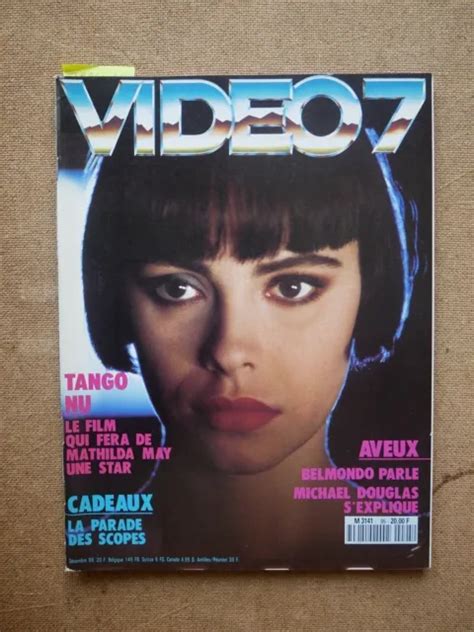 VIDEO7
TANGO
NU
LE FILM
QUI FERA DE
MATHILDA MAY
UNE STAR
CADEAUX
LA PARADE
DES SCOPES
AVEUX
BELMONDO PARLE
MICHAEL DOUGLAS
S'EXPLIQUE
M 3141 95 20.00 F